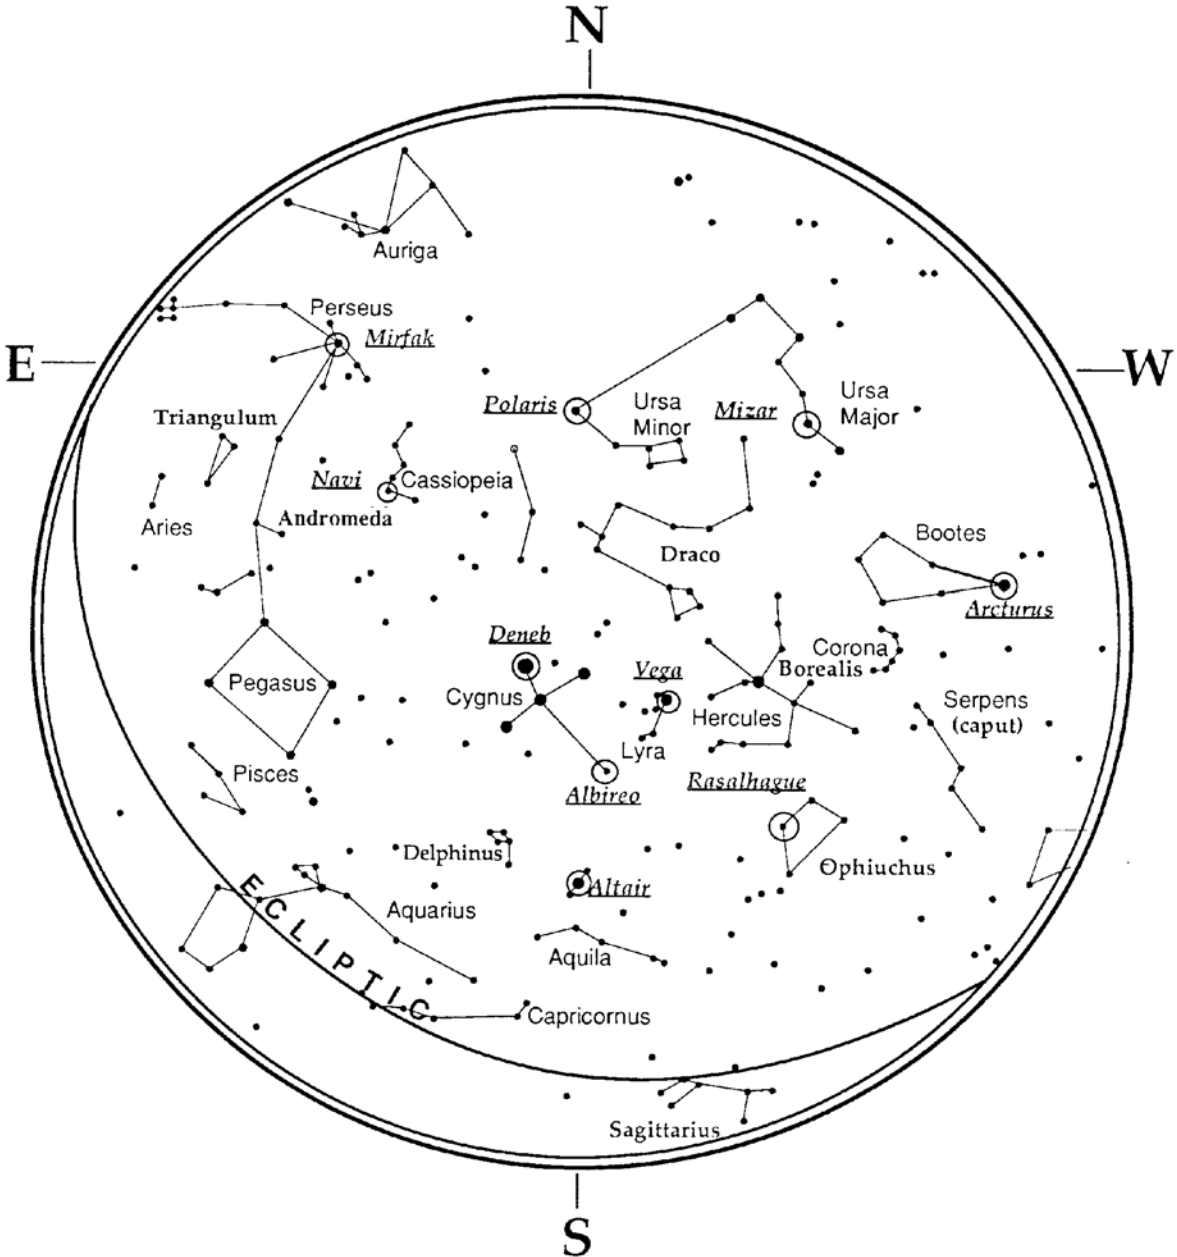 N
Auriga
Perseus
Mirfak
E
W
Triangulum
Polaris
Ursa
Minor
Mizar
Ursa
Major
Navi
Cassiopeia
Aries
Andromeda
Draco
Bootes
Arcturus
Deneb
Vega
Corona
Borealis
Pegasus
Cygnus
Hercules
Serpens
(caput)
Lyra
Pisces
Albireo
Rasalhague
Delphinus
Ophiuchus
Altair
ECLIPTIC
Aquarius
Aquila
Capricornus
Sagittarius
S